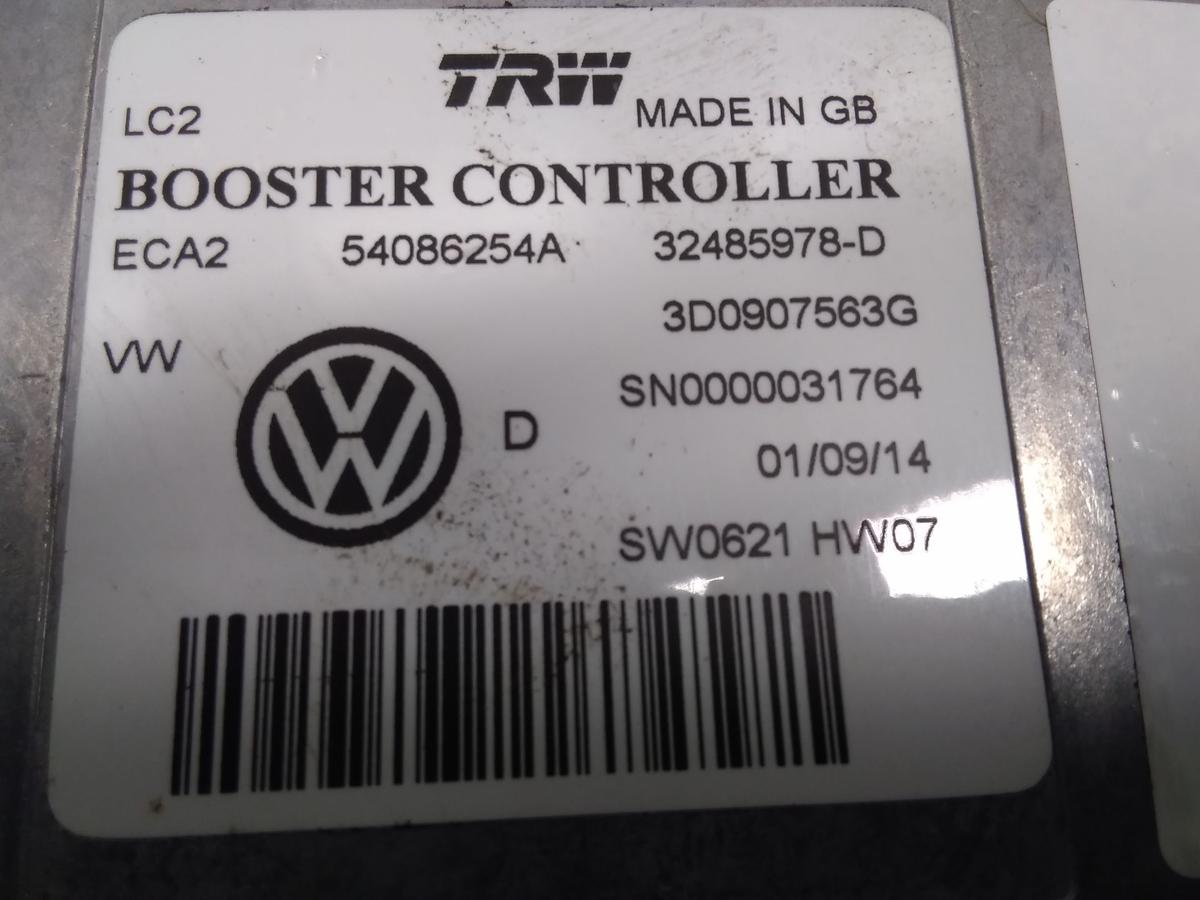 TRW
LC2 MADE IN GB
BOOSTER CONTROLLER
ECA2 54086254A 32485978-D
3D0907563G
VW D SN0000031764
01/09/14
SW0621 HW07